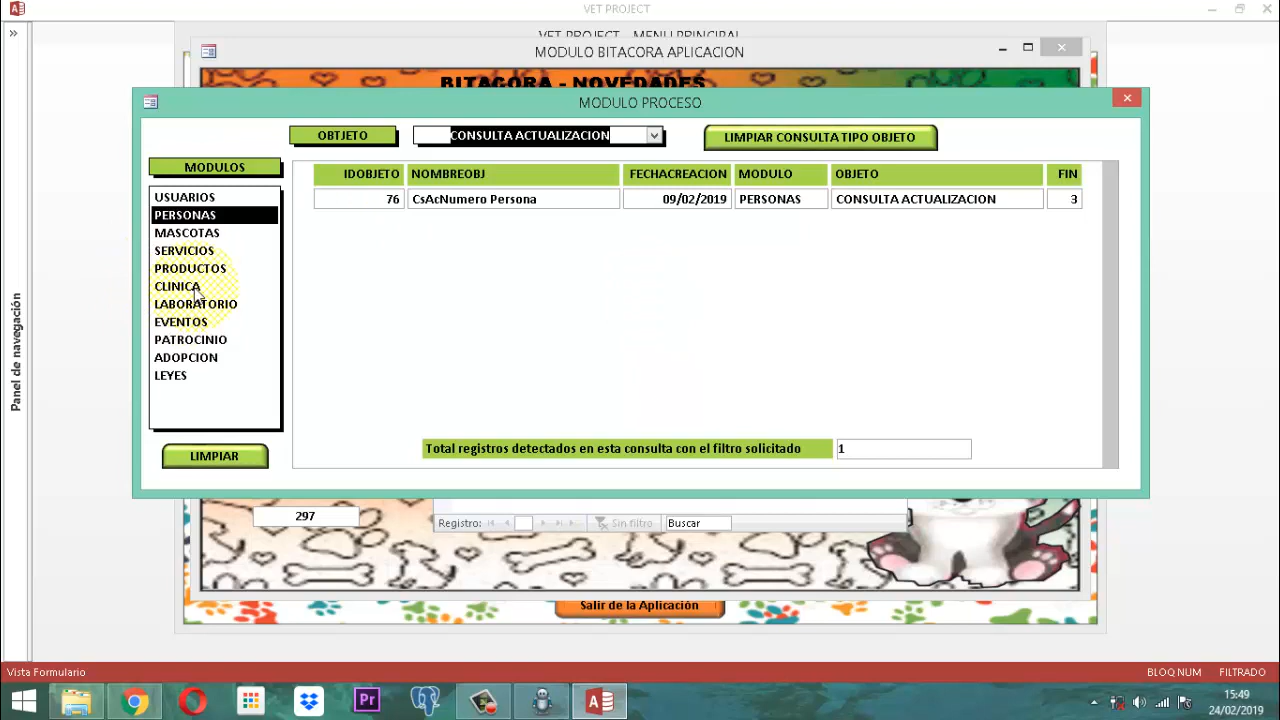 VET PROJECT
VET PROJECT - MENU PRINCIPAL
MODULO BITACORA APLICACION
BITAGORA - NOVEDADES
MODULO PROCESO
OBTJETO CONSULTA ACTUALIZACION LIMPIAR CONSULTA TIPO OBJETO
MODULOS
IDOBJETO NOMBREOBJ FECHACREACION MODULO OBJETO FIN
76 CsAcNumero Persona 09/02/2019 PERSONAS CONSULTA ACTUALIZACION 3
USUARIOS
PERSONAS
MASCOTAS
SERVICIOS
PRODUCTOS
CLINICA
LABORATORIO
EVENTOS
PATROCINIO
ADOPCION
LEYES
Total registros detectados en esta consulta con el filtro solicitado 1
LIMPIAR
Panel de navegación
297
Registro: Sin filtro Buscar
Salir de la Aplicación
Vista Formulario BLOQ NUM FILTRADO
Pr
15:49
24/02/2019